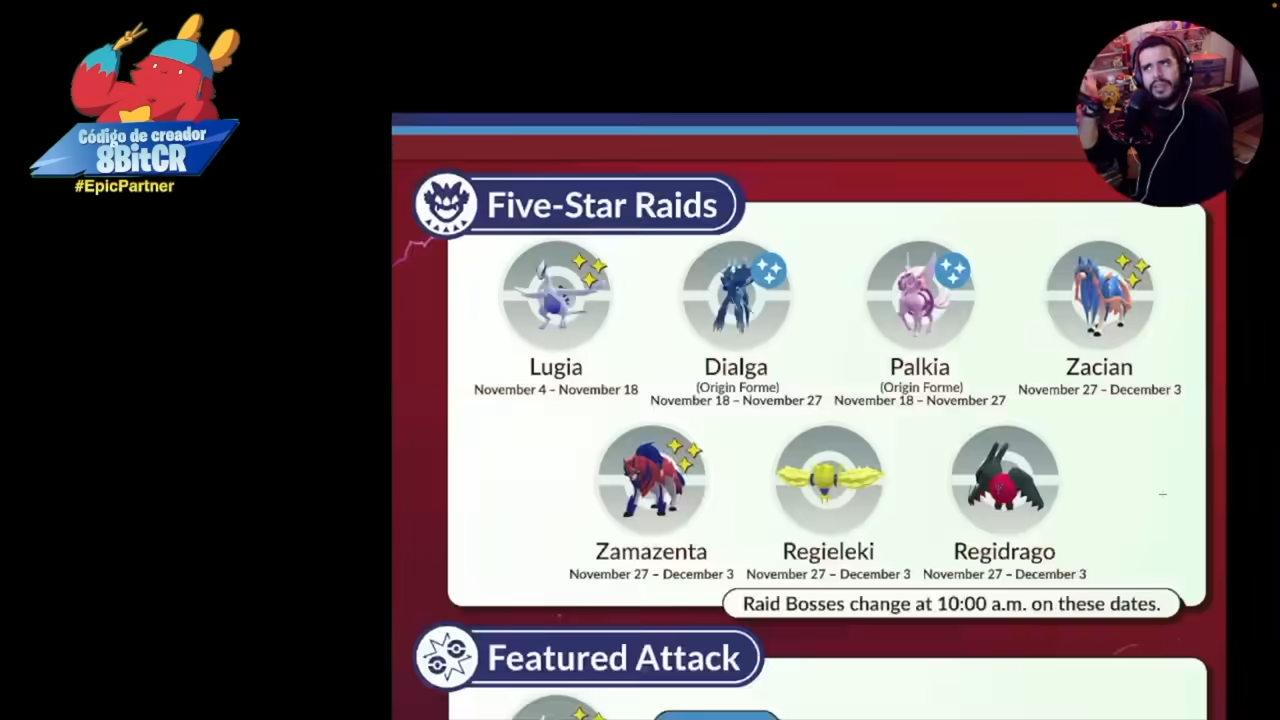 Código de creador
8BitCR
#EpicPartner
Five-Star Raids
Lugia
November 4 – November 18
Dialga
(Origin Forme)
November 18 – November 27
Palkia
(Origin Forme)
November 18 – November 27
Zacian
November 27 – December 3
Zamazenta
November 27 – December 3
Regieleki
November 27 – December 3
Regidrago
November 27 – December 3
Raid Bosses change at 10:00 a.m. on these dates.
Featured Attack